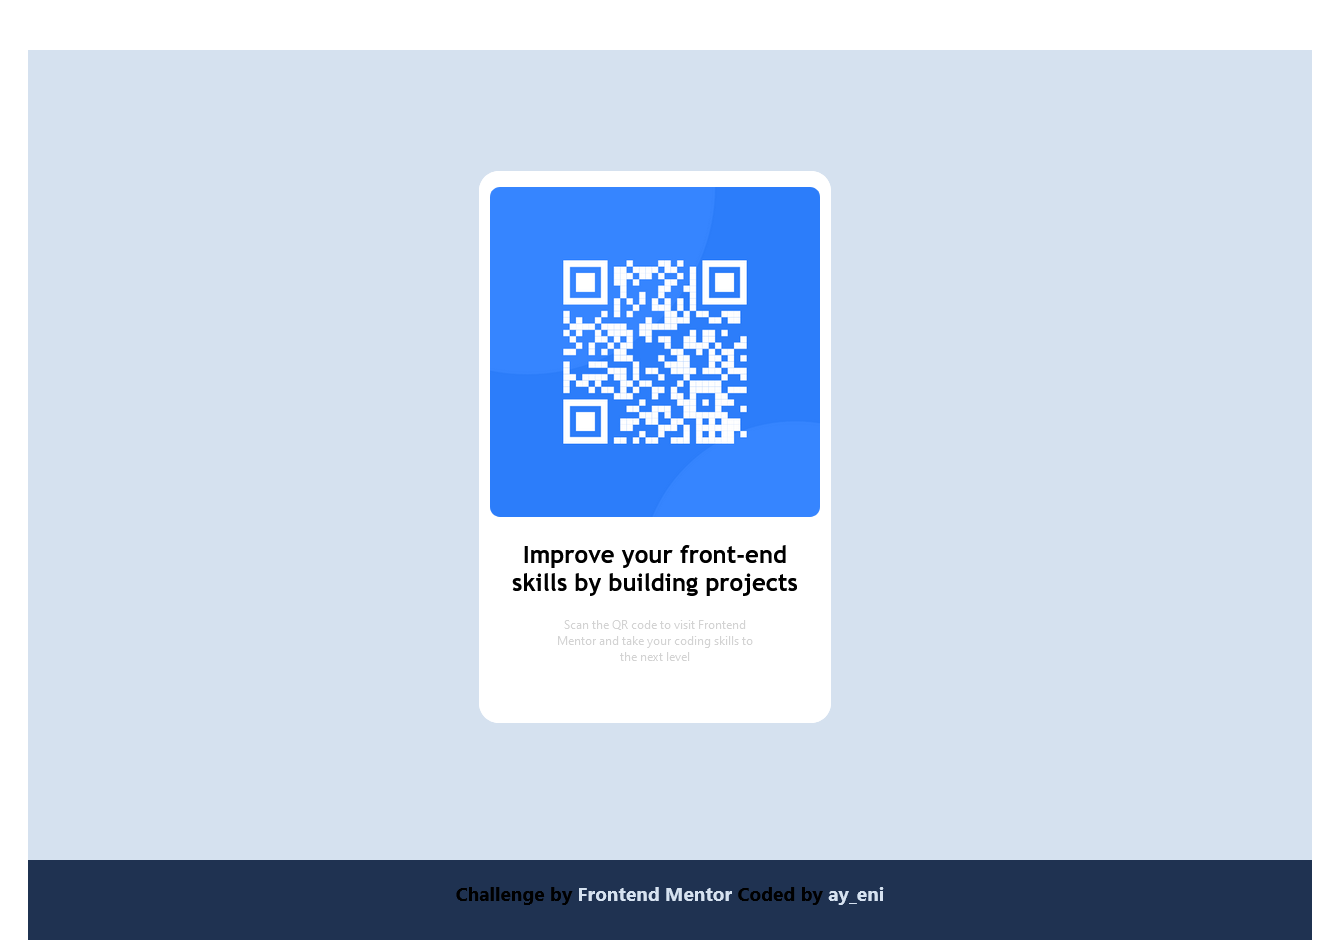 Improve your front-end
skills by building projects
Scan the QR code to visit Frontend
Mentor and take your coding skills to
the next level
Challenge by Frontend Mentor Coded by ay_eni